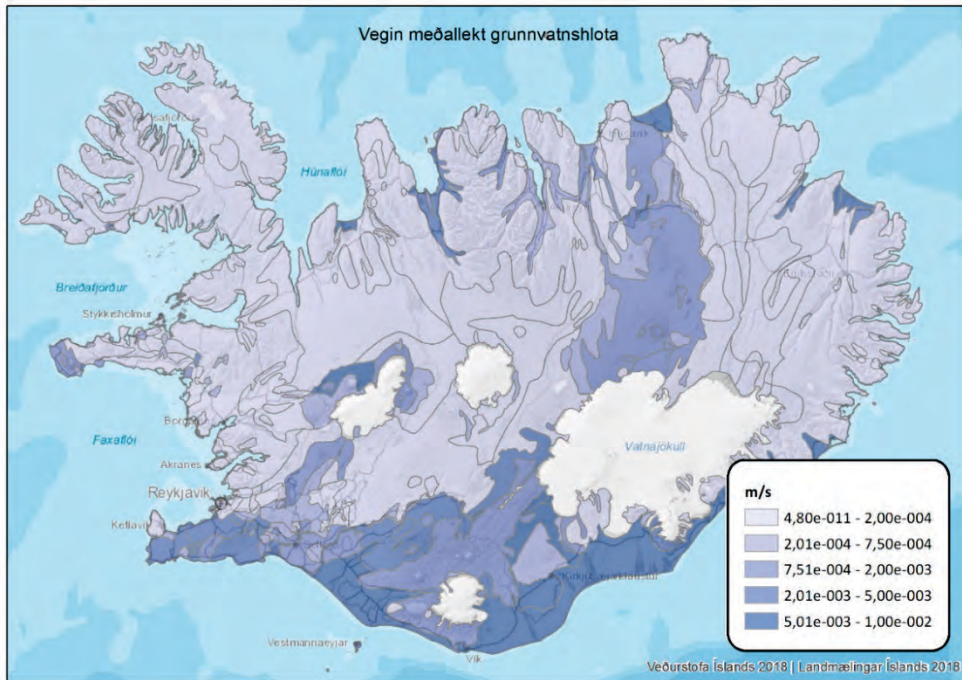 Vegin meðallekt grunnvatnshlota
Húnaflói
Breiðafjörður
Stykkishólmur
Faxaflói
Akranes
Reykjavík
Keflavík
Vatnajökull
Vestmannaeyjar
Vík
m/s
4,80e-011 - 2,00e-004
2,01e-004 - 7,50e-004
7,51e-004 - 2,00e-003
2,01e-003 - 5,00e-003
5,01e-003 - 1,00e-002
Veðurstofa Íslands 2018 | Landmælingar Íslands 2018